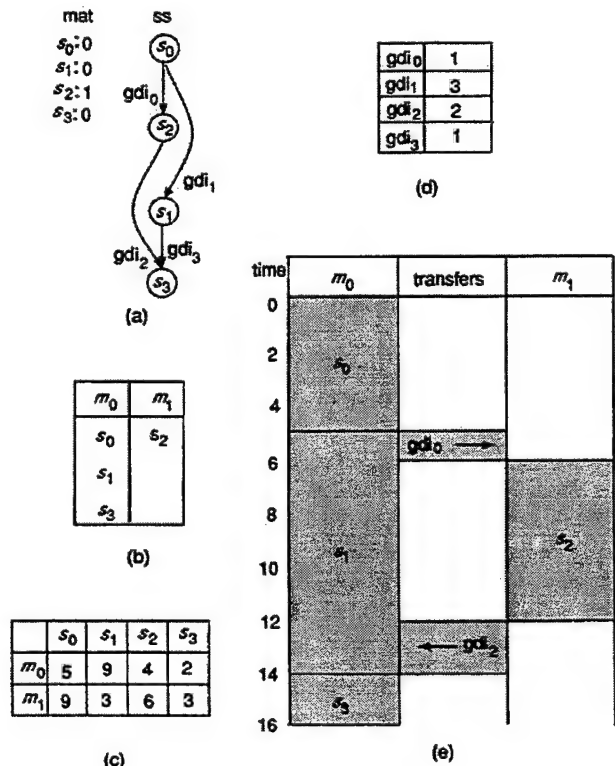 mat ss
s0:0
s1:0
s2:1
s3:0
s0
gdi0
s2
gdi1
s1
gdi2 gdi3
s3
(a)
m0 m1
s0 s2
s1
s3
(b)
s0 s1 s2 s3
m0 5 9 4 2
m1 9 3 6 3
(c)
gdi0 1
gdi1 3
gdi2 2
gdi3 1
(d)
time m0 transfers m1
0
2
s0
4
gdi0
6
8
s1 s2
10
12
gdi2
14
s3
16
(e)